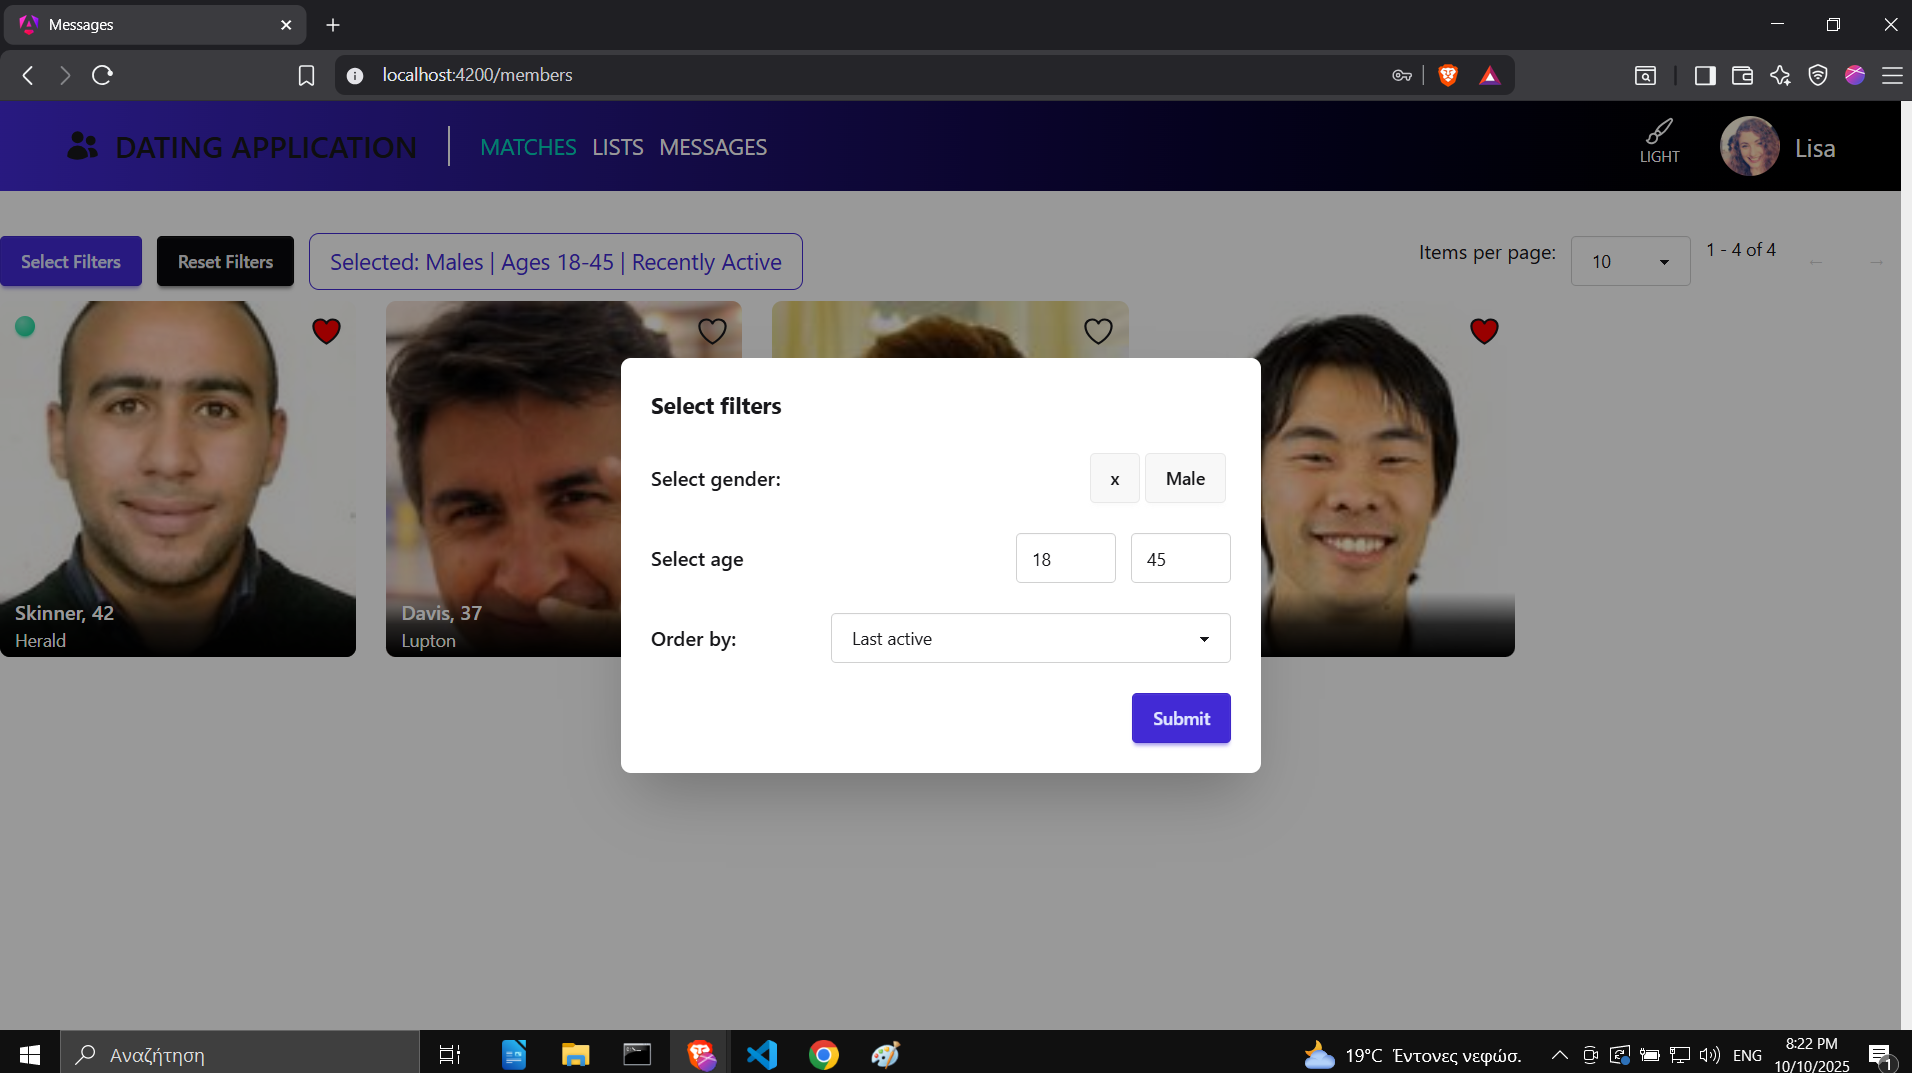 Messages
localhost:4200/members
DATING APPLICATION
MATCHES LISTS MESSAGES
LIGHT
Lisa
Select Filters
Reset Filters
Selected: Males | Ages 18-45 | Recently Active
Items per page:
10
1 - 4 of 4
← →
Skinner, 42
Herald
Davis, 37
Lupton
Select filters
Select gender:
x Male
Select age
18 45
Order by:
Last active
Submit
Αναζήτηση
19°C Έντονες νεφώσ.
ENG
8:22 PM
10/10/2025
1